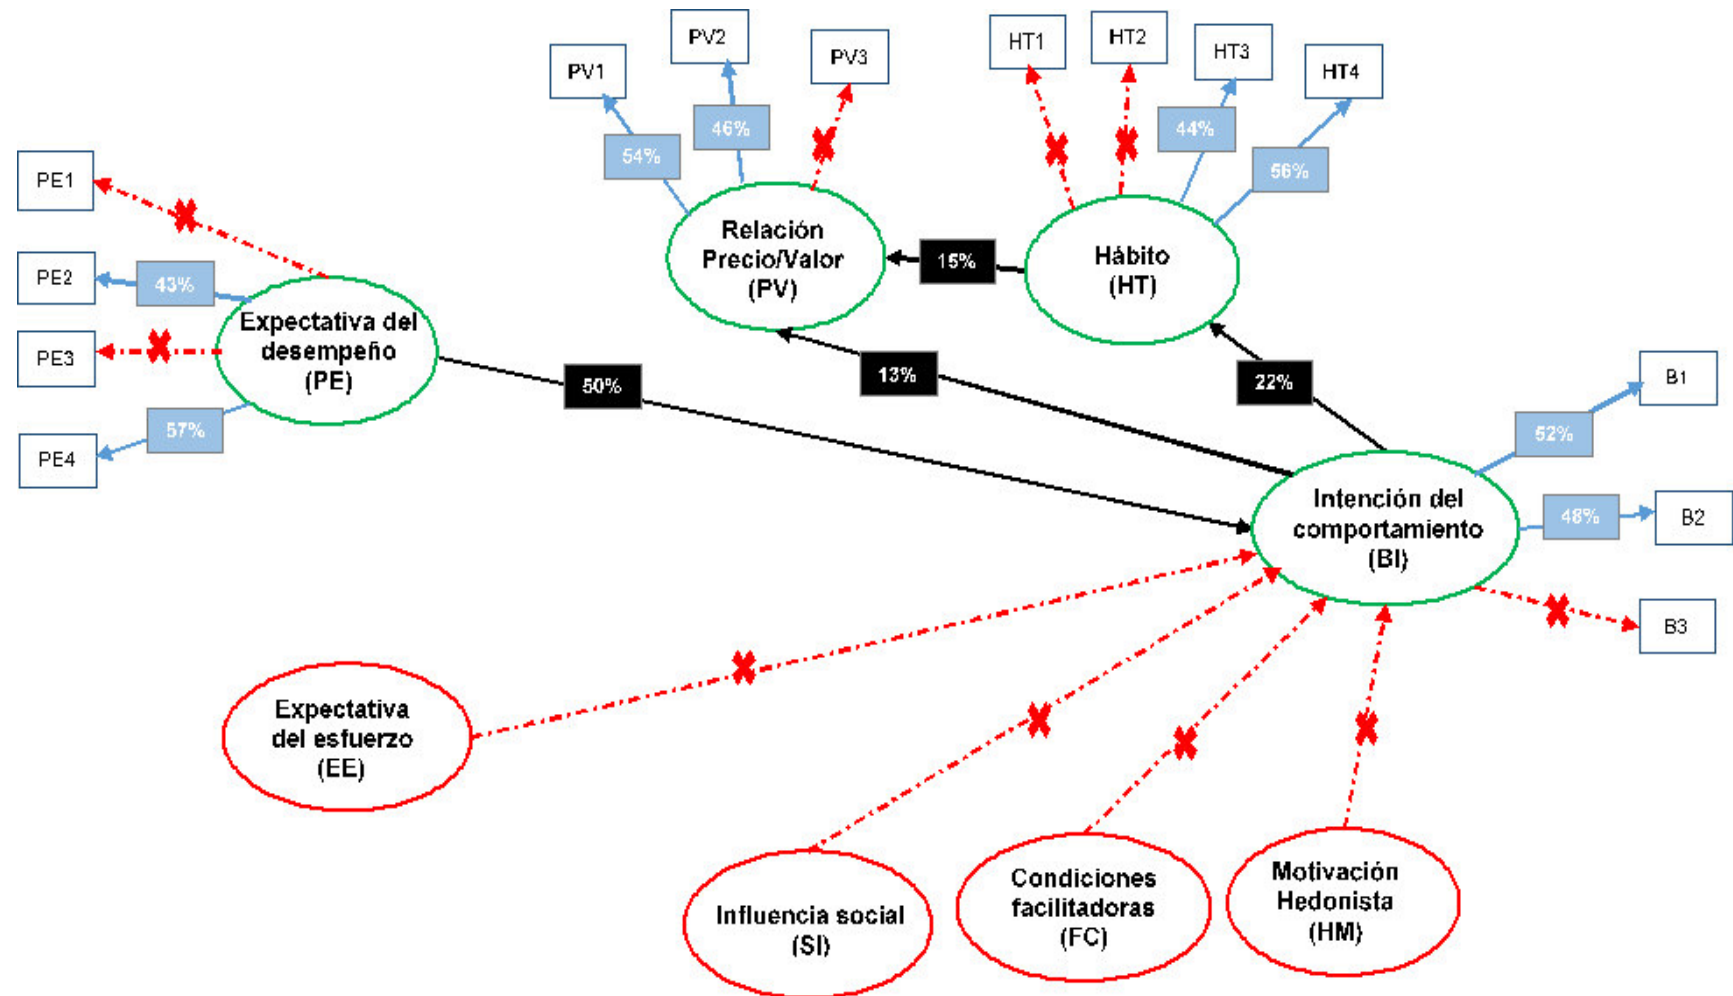 PV1
PV2
PV3
HT1
HT2
HT3
HT4
46%
44%
54%
56%
PE1
PE2
PE3
PE4
43%
57%
Relación
Precio/Valor
(PV)
15%
Hábito
(HT)
Expectativa del
desempeño
(PE)
50%
13%
22%
B1
B2
B3
52%
48%
Intención del
comportamiento
(BI)
Expectativa
del esfuerzo
(EE)
Influencia social
(SI)
Condiciones
facilitadoras
(FC)
Motivación
Hedonista
(HM)